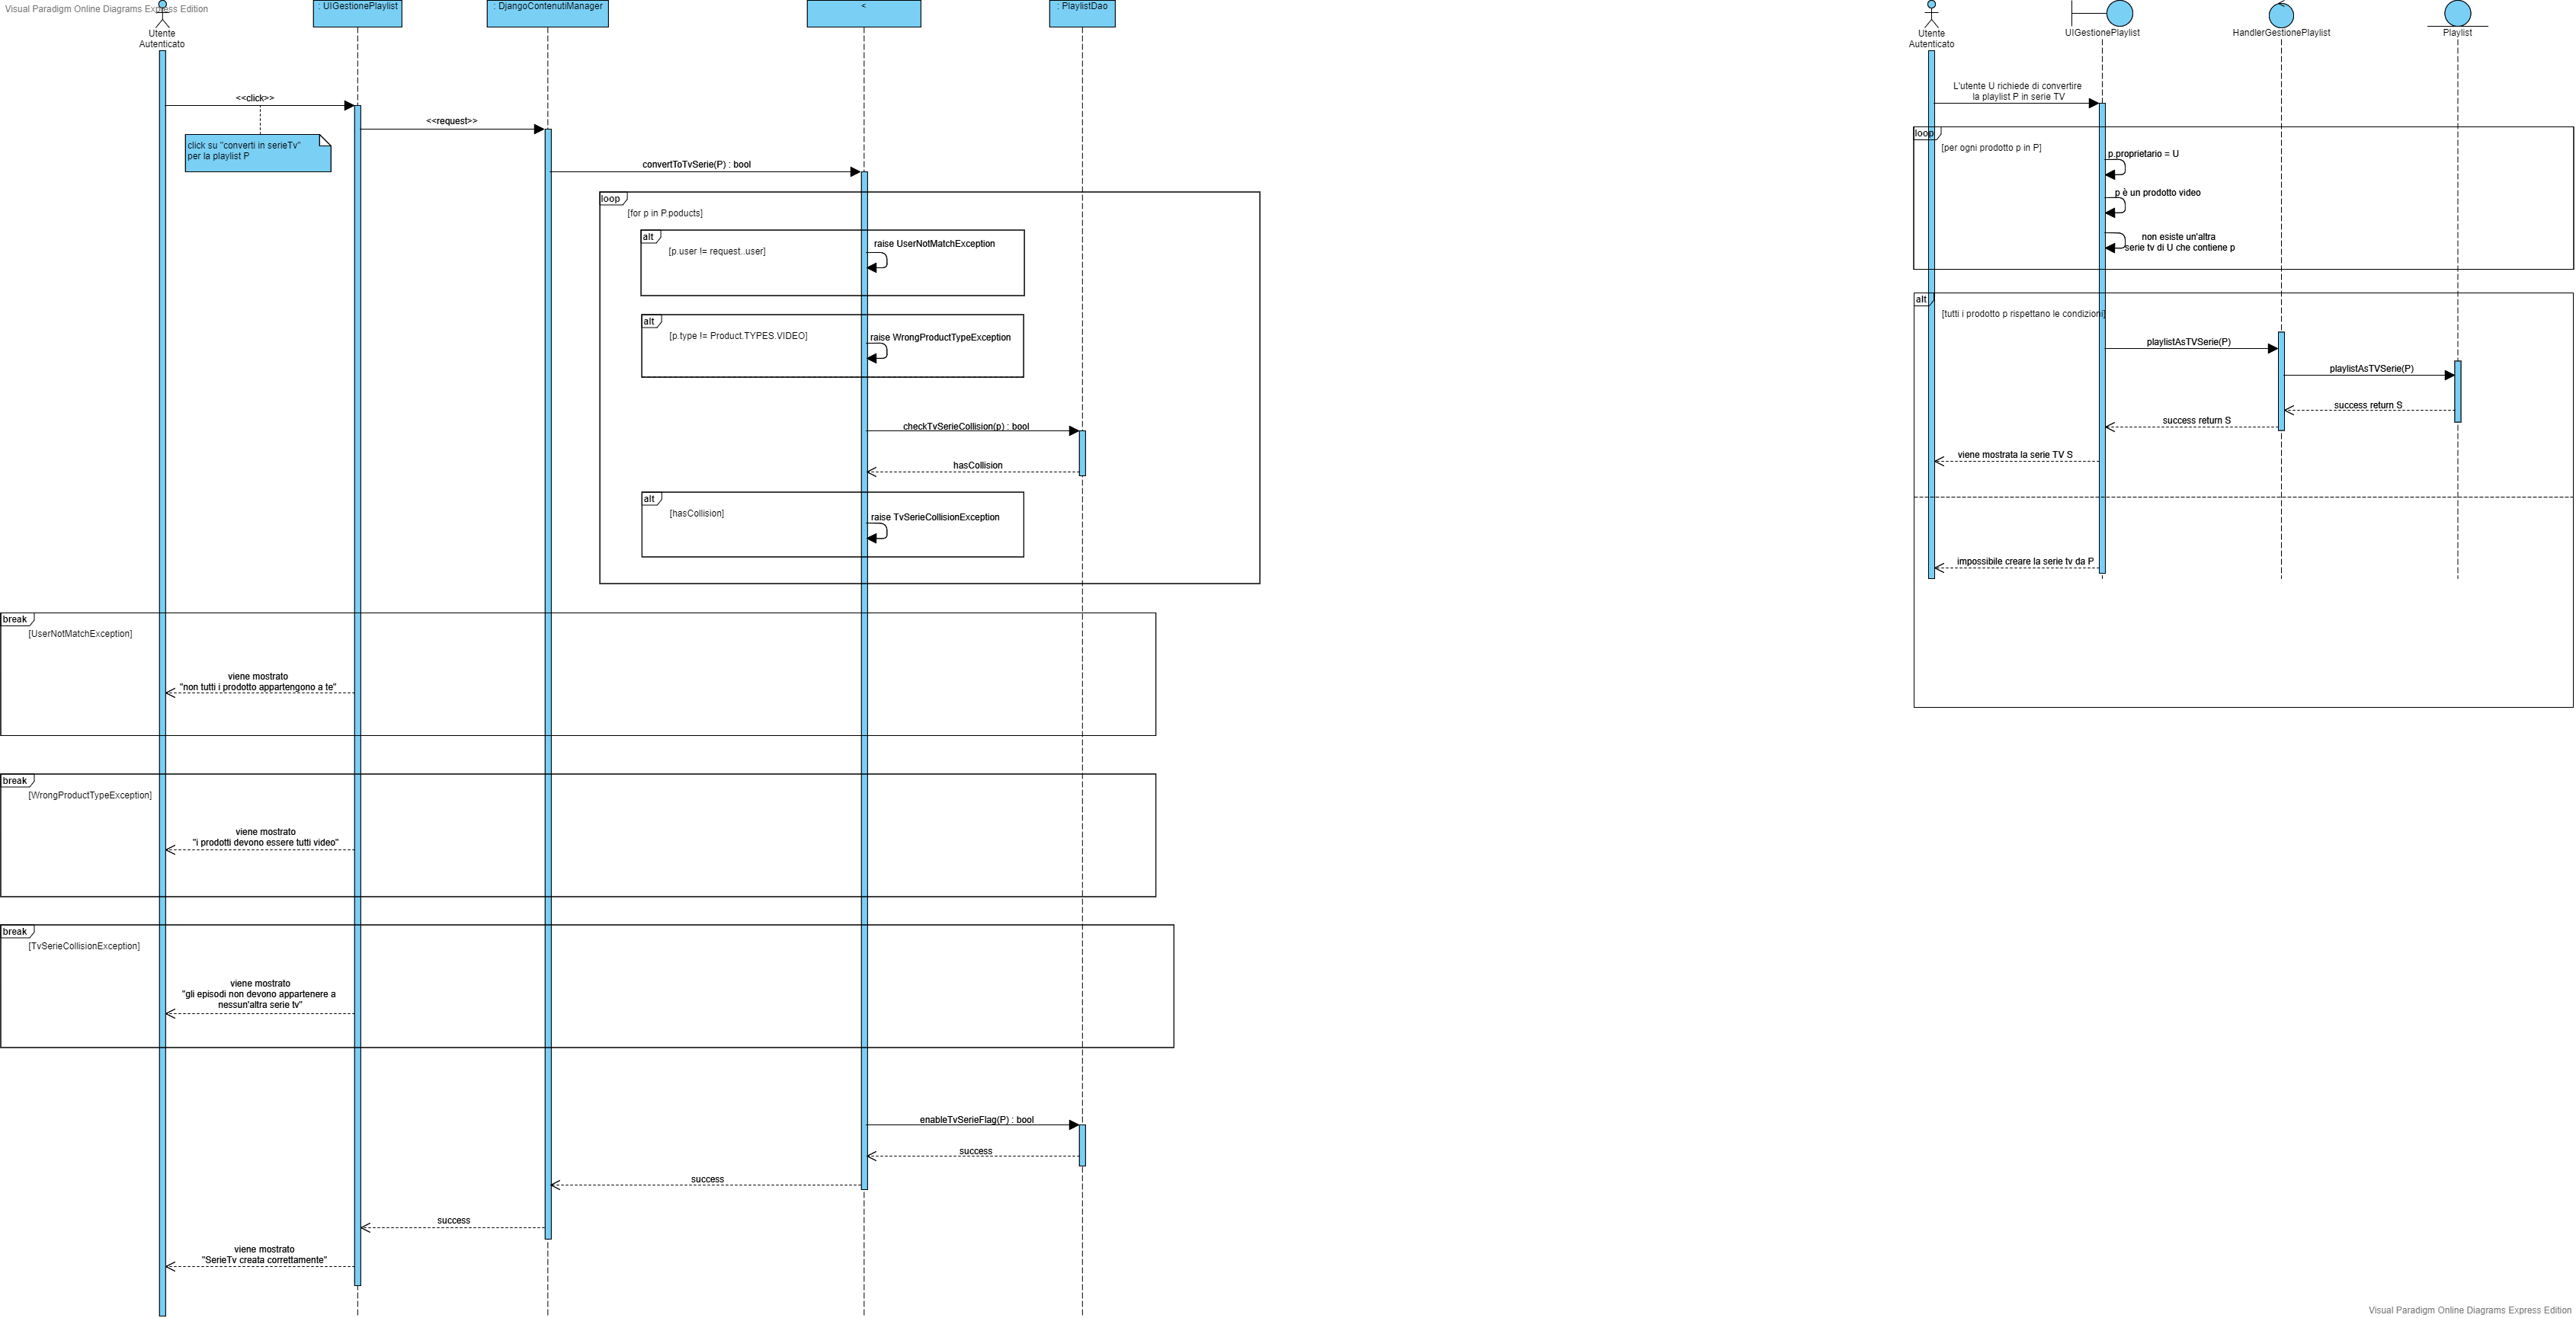 Visual Paradigm Online Diagrams Express Edition
Utente
Autenticato
: UIGestionePlaylist
: DjangoContenutiManager
<
: PlaylistDao
<<click>>
click su "converti in serieTv"
per la playlist P
<<request>>
convertToTvSerie(P) : bool
loop
[for p in P.poducts]
alt
[p.user != request..user]
raise UserNotMatchException
alt
[p.type != Product.TYPES.VIDEO]
raise WrongProductTypeException
checkTvSerieCollision(p) : bool
hasCollision
alt
[hasCollision]
raise TvSerieCollisionException
break
[UserNotMatchException]
viene mostrato
"non tutti i prodotto appartengono a te"
break
[WrongProductTypeException]
viene mostrato
"i prodotti devono essere tutti video"
break
[TvSerieCollisionException]
viene mostrato
"gli episodi non devono appartenere a
nessun'altra serie tv"
enableTvSerieFlag(P) : bool
success
success
success
viene mostrato
"SerieTv creata correttamente"
Utente
Autenticato
UIGestionePlaylist
HandlerGestionePlaylist
Playlist
L'utente U richiede di convertire
la playlist P in serie TV
loop
[per ogni prodotto p in P]
p.proprietario = U
p è un prodotto video
non esiste un'altra
serie tv di U che contiene p
alt
[tutti i prodotto p rispettano le condizioni]
playlistAsTVSerie(P)
playlistAsTVSerie(P)
success return S
success return S
viene mostrata la serie TV S
impossibile creare la serie tv da P
Visual Paradigm Online Diagrams Express Edition